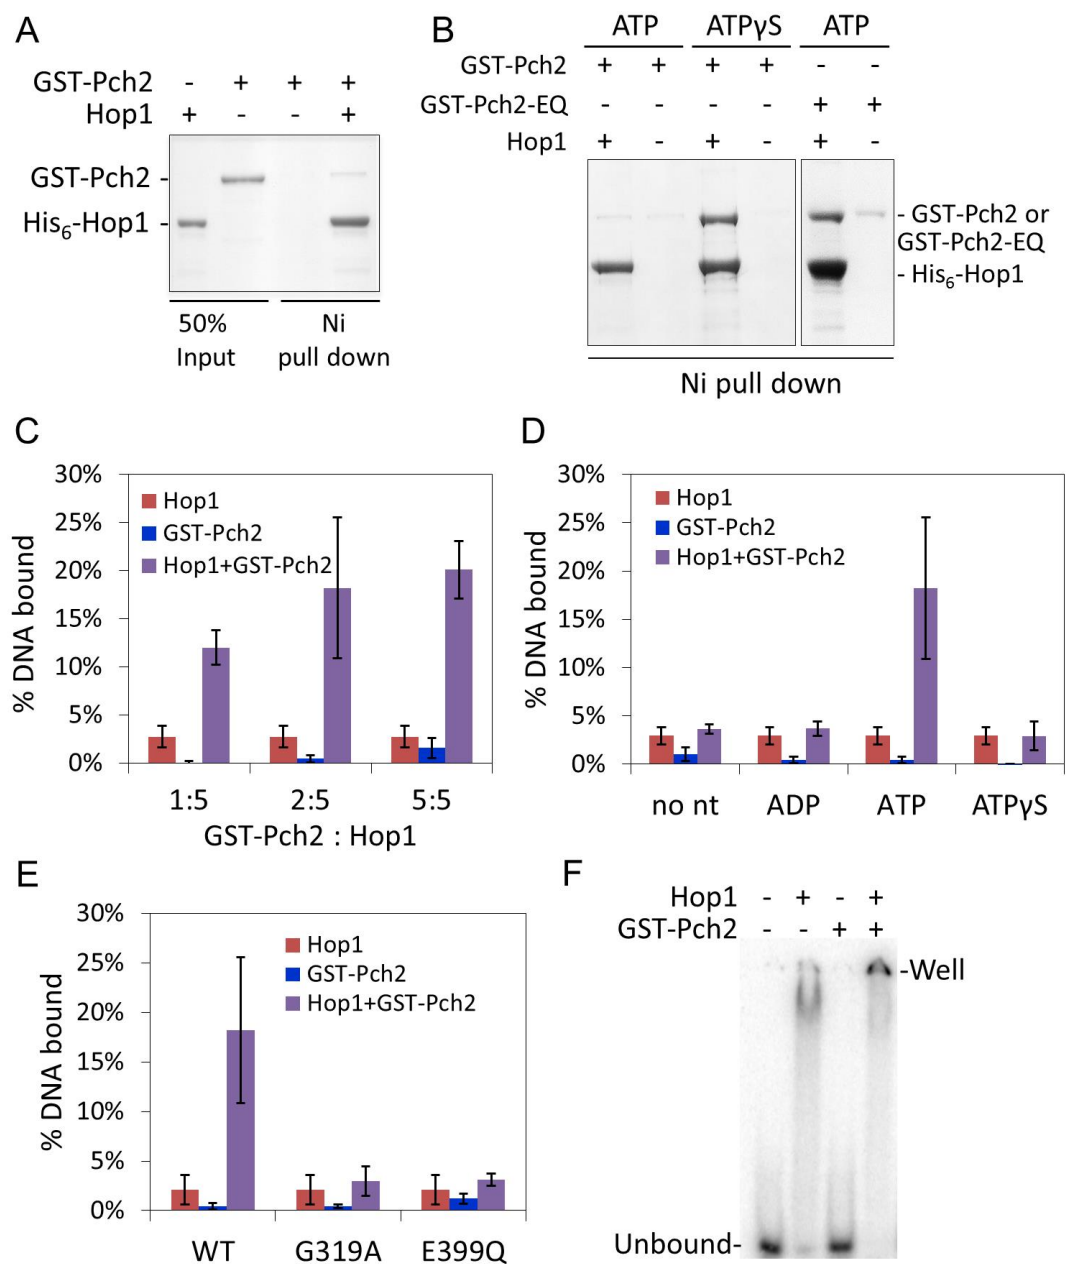 A
GST-Pch2 - + + +
Hop1 + - - +
GST-Pch2 -
His6-Hop1 -
50%
Input
Ni
pull down
B
ATP ATPγS ATP
GST-Pch2 + + + + - -
GST-Pch2-EQ - - - - + +
Hop1 + - + - + -
- GST-Pch2 or
GST-Pch2-EQ
- His6-Hop1
Ni pull down
C
% DNA bound
30%
25%
20%
15%
10%
5%
0%
Hop1
GST-Pch2
Hop1+GST-Pch2
1:5 2:5 5:5
GST-Pch2 : Hop1
D
% DNA bound
30%
25%
20%
15%
10%
5%
0%
Hop1
GST-Pch2
Hop1+GST-Pch2
no nt ADP ATP ATPγS
E
% DNA bound
30%
25%
20%
15%
10%
5%
0%
Hop1
GST-Pch2
Hop1+GST-Pch2
WT G319A E399Q
F
Hop1 - + - +
GST-Pch2 - - + +
-Well
Unbound-